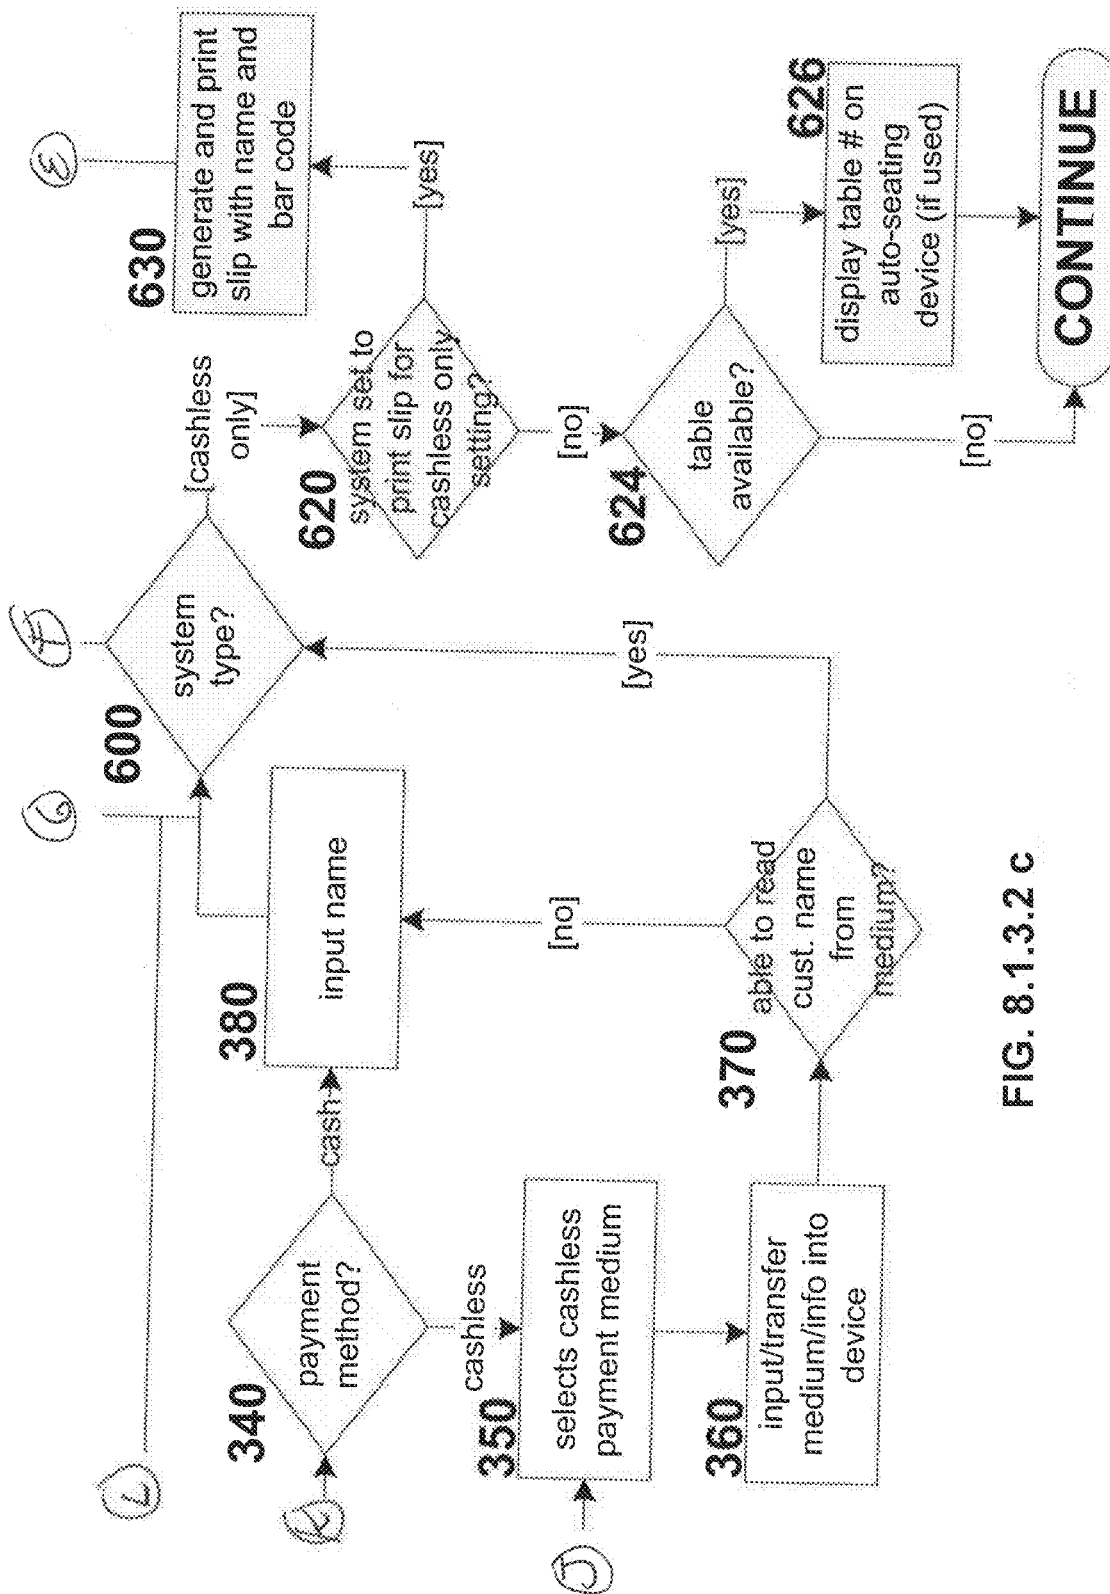 L
K
340
payment
method?
cash
cashless
J
350
selects cashless
payment medium
360
input/transfer
medium/info into
device
G
380
input name
[no]
370
able to read
cust. name
from
medium?
[yes]
F
600
system
type?
[cashless
only]
620
system set to
print slip for
cashless only
setting?
[yes]
E
630
generate and print
slip with name and
bar code
[no]
624
table
available?
[yes]
626
display table # on
auto-seating
device (if used)
[no]
CONTINUE
FIG. 8.1.3.2 c